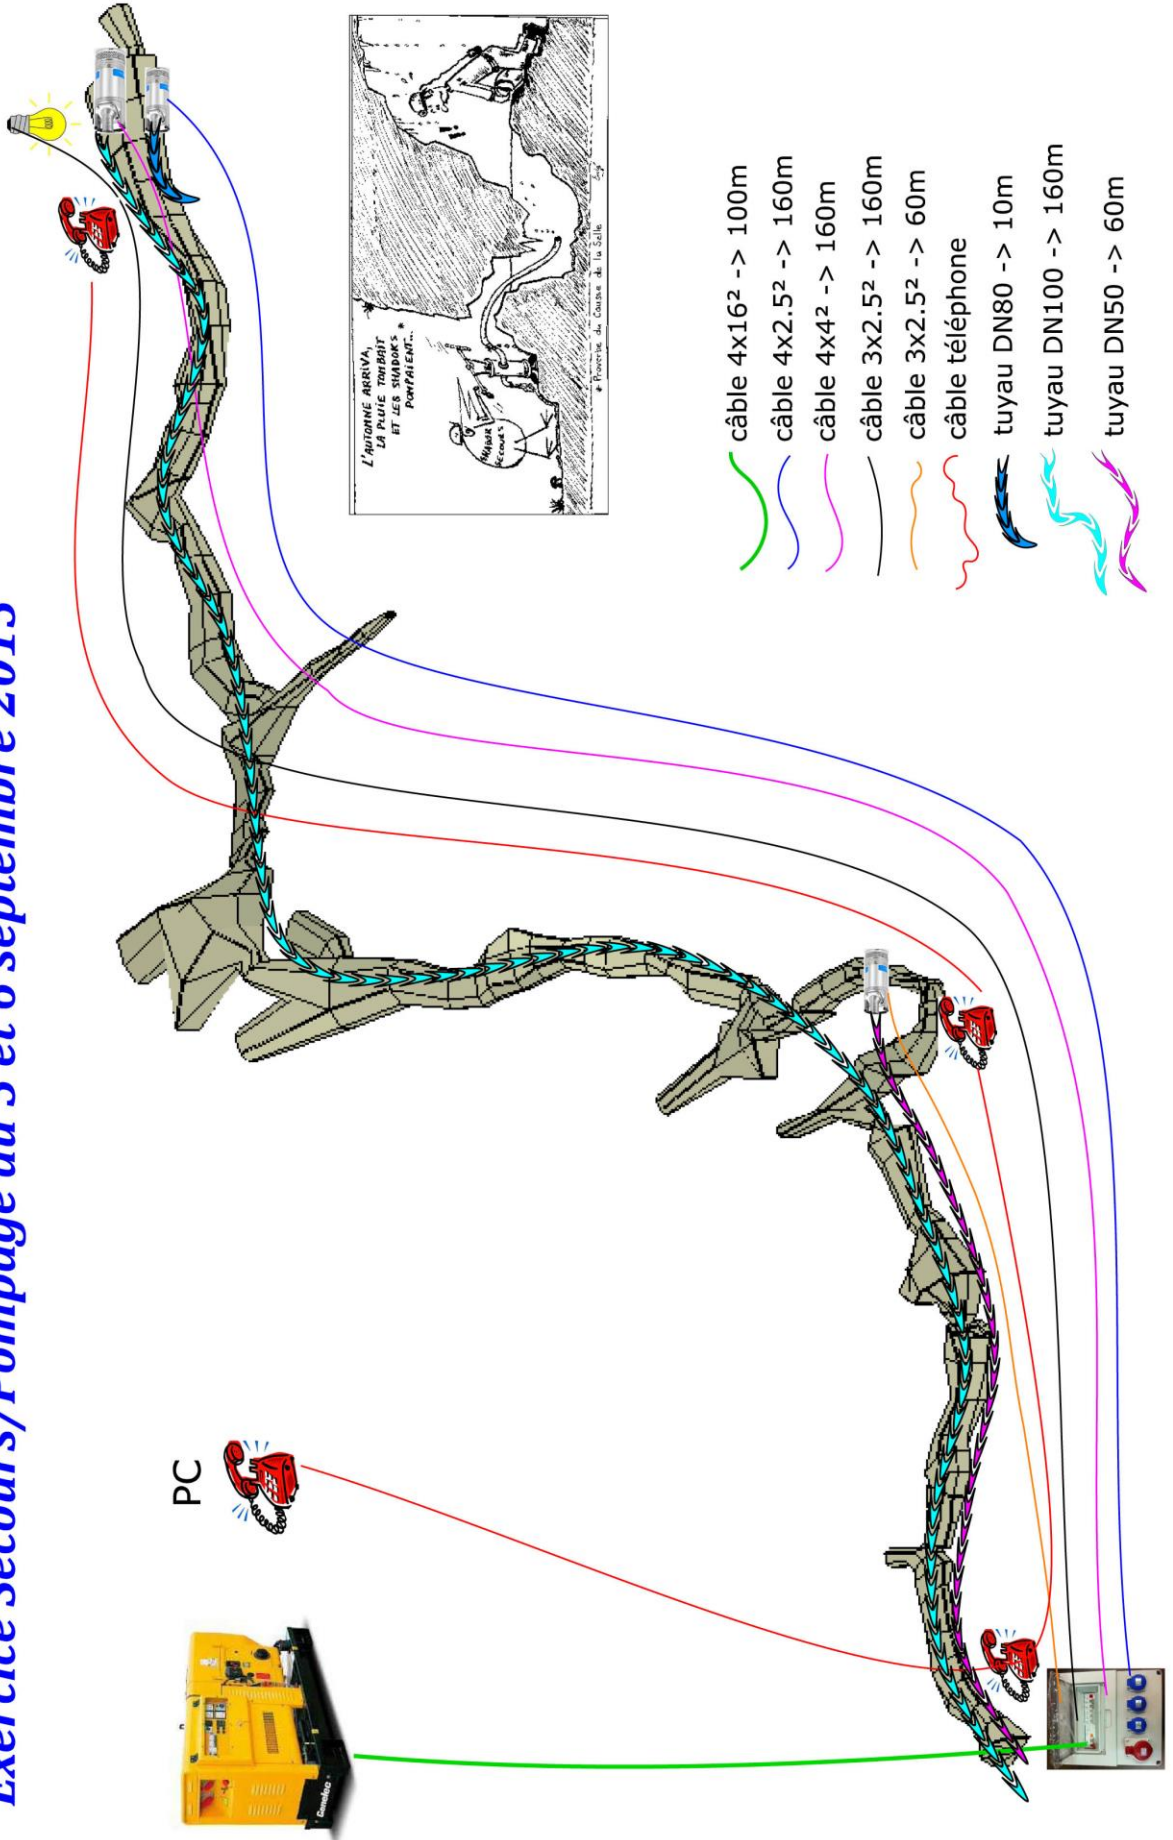 Exercice Secours/Pompage du 5 et 6 septembre 2015
PC
Genelec
L'AUTOMNE ARRIVA,
LA PLUIE TOMBAIT
ET LES SHADOKS *
POMPAIENT...
SHADOK
SECOURS
* Proverbe du Causse de la Selle
câble 4x16² -> 100m
câble 4x2.5² -> 160m
câble 4x4² -> 160m
câble 3x2.5² -> 160m
câble 3x2.5² -> 60m
câble téléphone
tuyau DN80 -> 10m
tuyau DN100 -> 160m
tuyau DN50 -> 60m